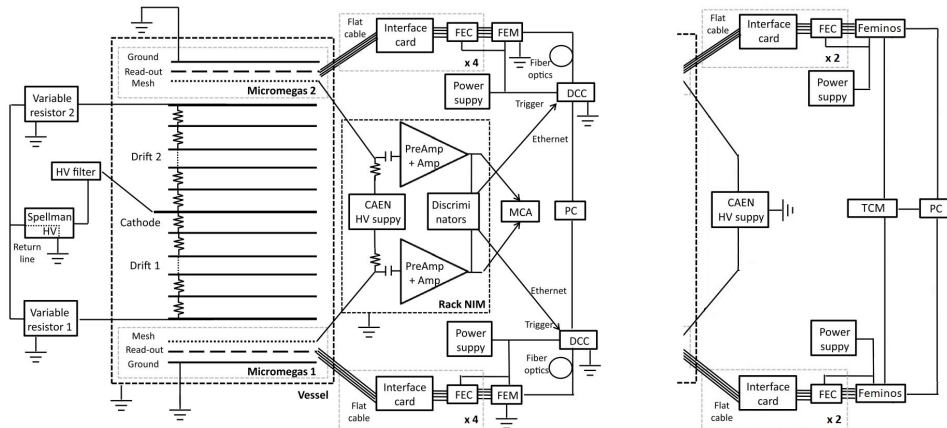 Ground
Read-out
Mesh
Micromegas 2
Variable
resistor 2
Drift 2
HV filter
Cathode
Spellman
HV
Return
line
Drift 1
Variable
resistor 1
Mesh
Read-out
Ground
Micromegas 1
Vessel
Flat
cable
Interface
card
FEC
FEM
x 4
Fiber
optics
Power
suppy
DCC
Trigger
Ethernet
PreAmp
+ Amp
CAEN
HV suppy
Discrimi
nators
MCA
PC
PreAmp
+ Amp
Rack NIM
Ethernet
Trigger
Power
suppy
DCC
Fiber
optics
Interface
card
FEC
FEM
Flat
cable
x 4
Flat
cable
Interface
card
FEC
Feminos
x 2
Power
suppy
CAEN
HV suppy
TCM
PC
Power
suppy
Interface
card
FEC
Feminos
Flat
cable
x 2